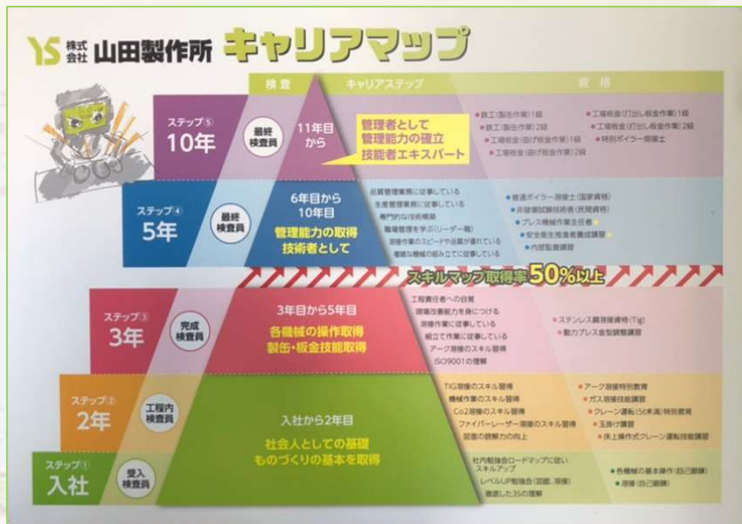 YS 株式会社 山田製作所 キャリアマップ
検査 キャリアステップ 資格
ステップ⑤
10年
最終検査員
11年目
から
管理者として
管理能力の確立
技能者エキスパート
鉄工(製缶作業)1級
鉄工(製缶作業)2級
工場板金(曲げ板金作業)1級
工場板金(曲げ板金作業)2級
工場板金(打出し板金作業)1級
工場板金(打出し板金作業)2級
特別ボイラー溶接士
ステップ④
5年
最終検査員
6年目から
10年目
管理能力の取得
技術者として
品質管理業務に従事している
生産管理業務に従事している
専門的な技術構築
職場管理を学ぶ(リーダー職)
溶接作業のスピードや品質が優れている
複雑な機械の組み立てに従事している
普通ボイラー溶接士(国家資格)
非破壊試験技術者(民間資格)
プレス機械作業主任者
安全衛生推進者養成講習
内部監査講習
スキルマップ取得率50%以上
ステップ③
3年
完成検査員
3年目から5年目
各機械の操作取得
製缶・板金技能取得
工程責任者への自覚
現場改善能力を身につける
溶接作業に従事している
組立て作業に従事している
アーク溶接のスキル習得
ISO9001の理解
ステンレス鋼溶接資格(Tig)
動力プレス金型調整講習
ステップ②
2年
工程内検査員
入社から2年目
社会人としての基礎
ものづくりの基本を取得
TIG溶接のスキル習得
機械作業のスキル習得
Co2溶接のスキル習得
ファイバーレーザー溶接のスキル習得
図面の読解力の向上
アーク溶接特別教育
ガス溶接技能講習
クレーン運転(5t未満)特別教育
玉掛け講習
床上操作式クレーン運転技能講習
ステップ①
入社
受入検査員
社内勉強会ロードマップに従い
スキルアップ
レベルUP勉強会(図面、溶接)
徹底した3Sの理解
各機械の基本操作(自己鍛錬)
溶接(自己鍛錬)